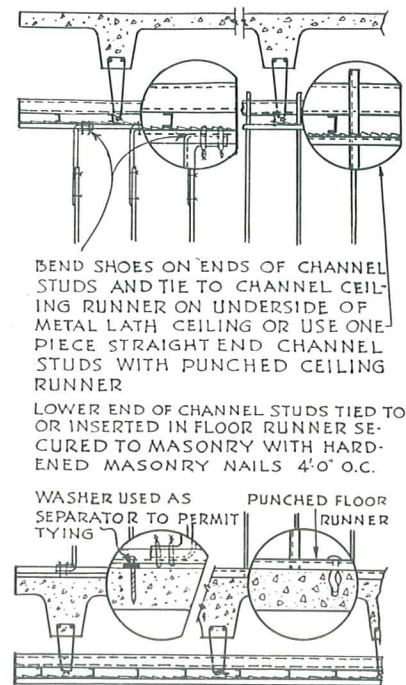 BEND SHOES ON ENDS OF CHANNEL
STUDS AND TIE TO CHANNEL CEIL-
ING RUNNER ON UNDERSIDE OF
METAL LATH CEILING OR USE ONE-
PIECE STRAIGHT END CHANNEL
STUDS WITH PUNCHED CEILING
RUNNER
LOWER END OF CHANNEL STUDS TIED TO
OR INSERTED IN FLOOR RUNNER SE-
CURED TO MASONRY WITH HARD-
ENED MASONRY NAILS 4'-0" O.C.
WASHER USED AS
SEPARATOR TO PERMIT
TYING
PUNCHED FLOOR
RUNNER